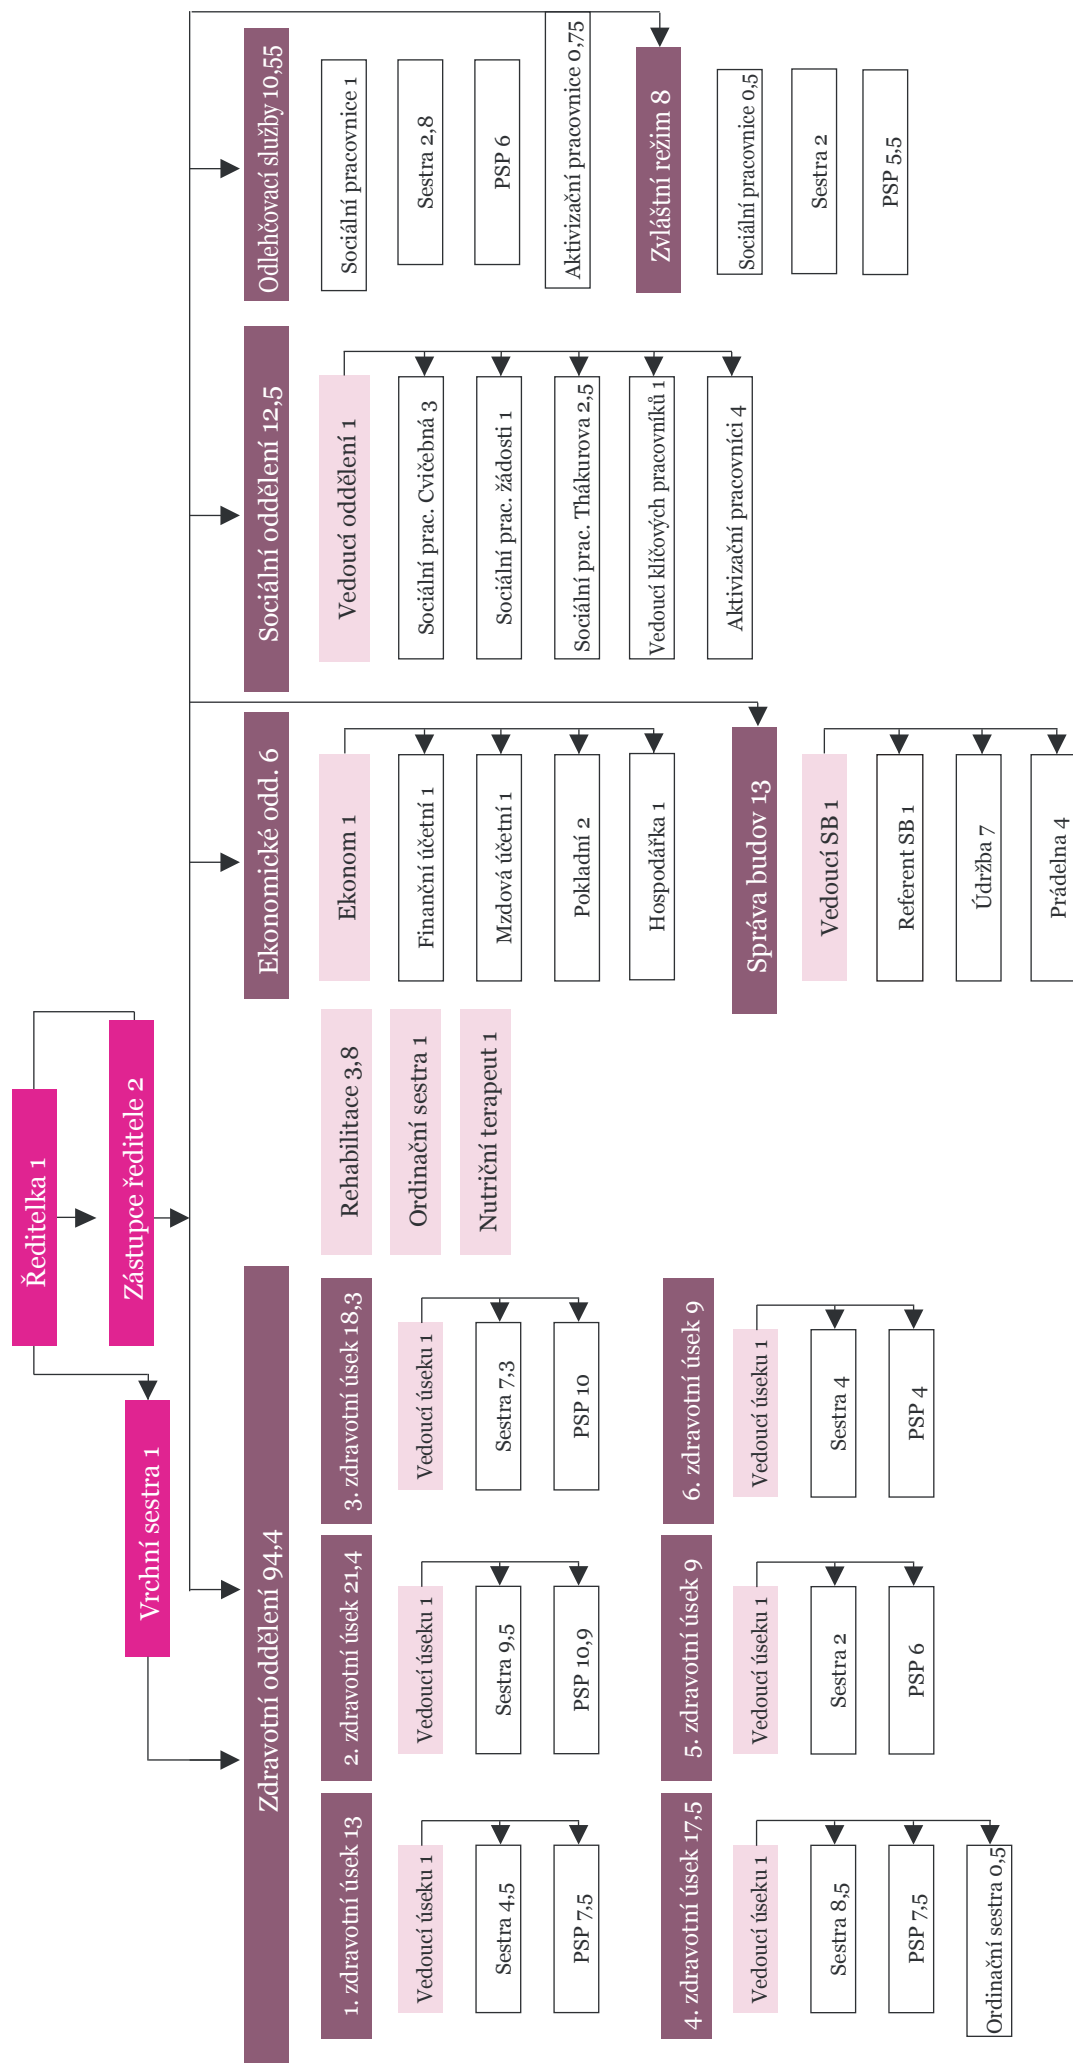 Ředitelka 1
Zástupce ředitele 2
Vrchní sestra 1
Zdravotní oddělení 94,4
1. zdravotní úsek 13
Vedoucí úseku 1
Sestra 4,5
PSP 7,5
2. zdravotní úsek 21,4
Vedoucí úseku 1
Sestra 9,5
PSP 10,9
3. zdravotní úsek 18,3
Vedoucí úseku 1
Sestra 7,3
PSP 10
4. zdravotní úsek 17,5
Vedoucí úseku 1
Sestra 8,5
PSP 7,5
Ordinační sestra 0,5
5. zdravotní úsek 9
Vedoucí úseku 1
Sestra 2
PSP 6
6. zdravotní úsek 9
Vedoucí úseku 1
Sestra 4
PSP 4
Rehabilitace 3,8
Ordinační sestra 1
Nutriční terapeut 1
Ekonomické odd. 6
Ekonom 1
Finanční účetní 1
Mzdová účetní 1
Pokladní 2
Hospodářka 1
Správa budov 13
Vedoucí SB 1
Referent SB 1
Údržba 7
Prádelna 4
Sociální oddělení 12,5
Vedoucí oddělení 1
Sociální prac. Cvičebná 3
Sociální prac. žádosti 1
Sociální prac. Thákurova 2,5
Vedoucí klíčových pracovníků 1
Aktivizační pracovníci 4
Odlehčovací služby 10,55
Sociální pracovnice 1
Sestra 2,8
PSP 6
Aktivizační pracovnice 0,75
Zvláštní režim 8
Sociální pracovnice 0,5
Sestra 2
PSP 5,5